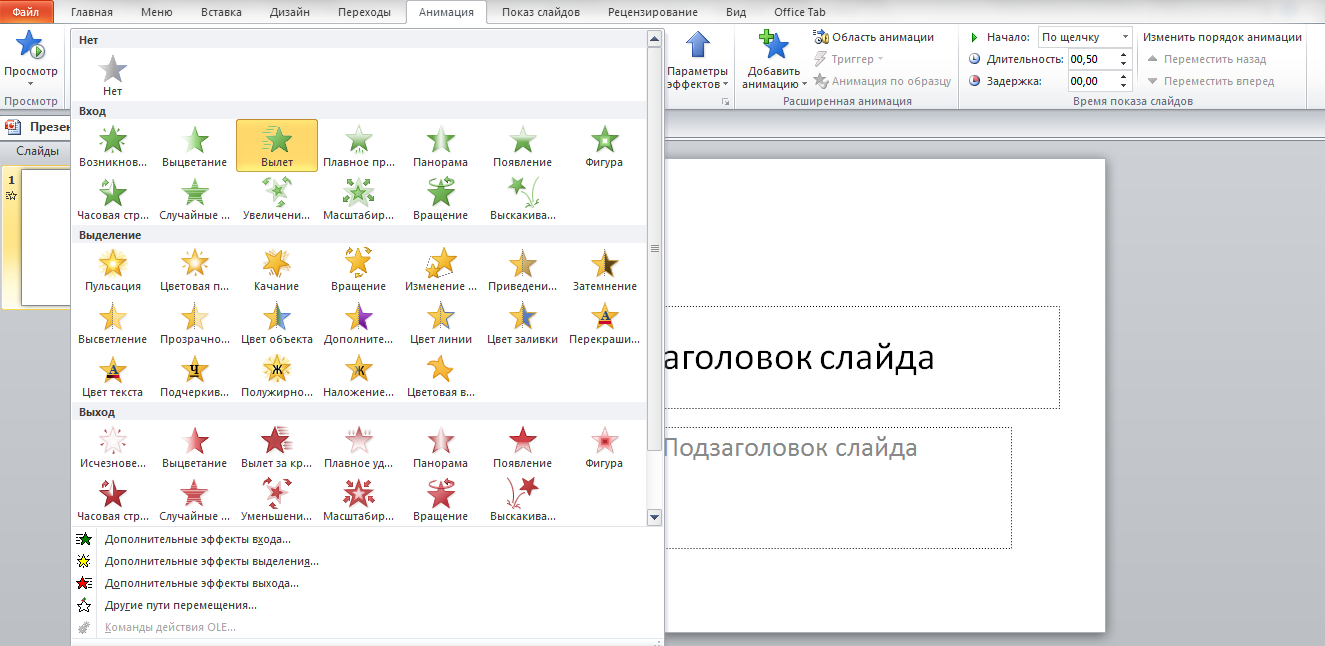 Файл Главная Меню Вставка Дизайн Переходы Анимация Показ слайдов Рецензирование Вид Office Tab
Просмотр
Просмотр
Нет
Нет
Вход
Возникнов... Выцветание Вылет Плавное пр... Панорама Появление Фигура
Часовая стр... Случайные ... Увеличени... Масштабир... Вращение Выскакива...
Выделение
Пульсация Цветовая п... Качание Вращение Изменение ... Приведени... Затемнение
Высветление Прозрачно... Цвет объекта Дополните... Цвет линии Цвет заливки Перекраши...
Цвет текста Подчеркив... Полужирно... Наложение... Цветовая в...
Выход
Исчезнове... Выцветание Вылет за кр... Плавное уд... Панорама Появление Фигура
Часовая стр... Случайные ... Уменьшени... Масштабир... Вращение Выскакива...
Дополнительные эффекты входа...
Дополнительные эффекты выделения...
Дополнительные эффекты выхода...
Другие пути перемещения...
Команды действия OLE...
Параметры
эффектов
Добавить
анимацию
Область анимации
Триггер
Анимация по образцу
Расширенная анимация
Начало: По щелчку
Длительность: 00,50
Задержка: 00,00
Изменить порядок анимации
Переместить назад
Переместить вперед
Время показа слайдов
Презен
Слайды
1
аголовок слайда
Подзаголовок слайда